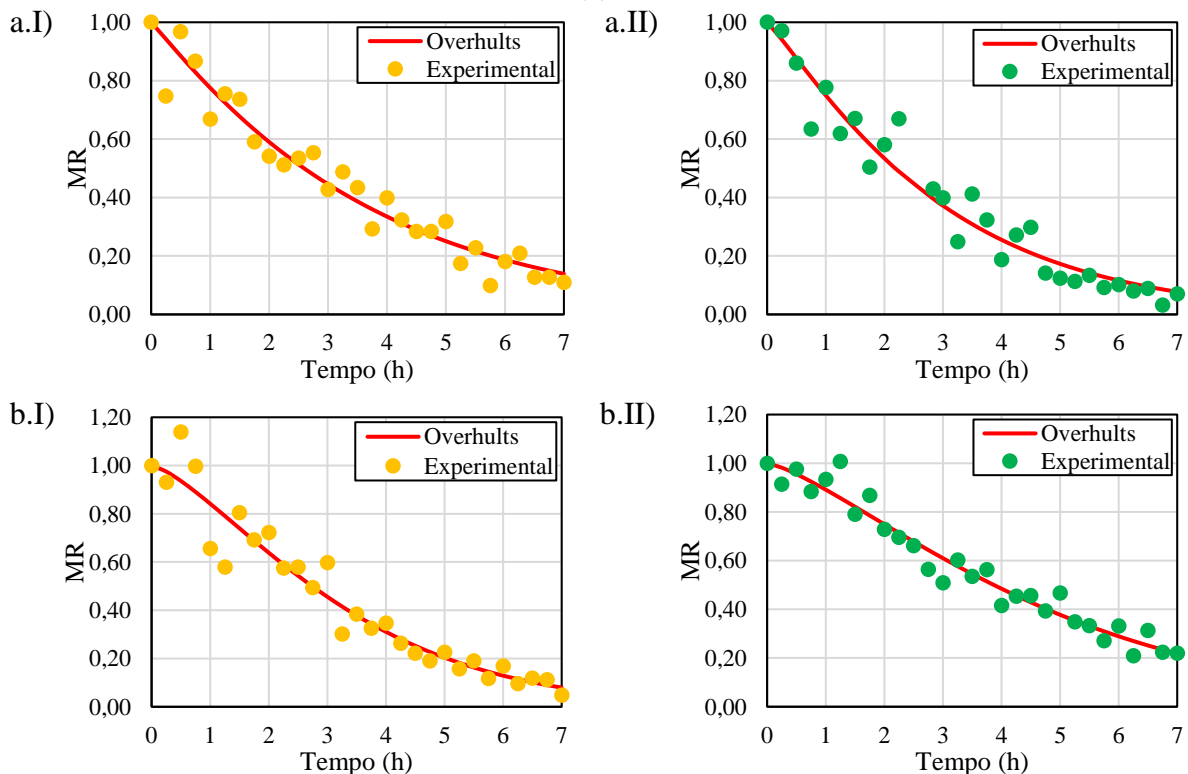 a.I)
MR
1,00
0,80
0,60
0,40
0,20
0,00
Overhults
Experimental
0 1 2 3 4 5 6 7
Tempo (h)
a.II)
MR
1,00
0,80
0,60
0,40
0,20
0,00
Overhults
Experimental
0 1 2 3 4 5 6 7
Tempo (h)
b.I)
MR
1,20
1,00
0,80
0,60
0,40
0,20
0,00
Overhults
Experimental
0 1 2 3 4 5 6 7
Tempo (h)
b.II)
MR
1,20
1,00
0,80
0,60
0,40
0,20
0,00
Overhults
Experimental
0 1 2 3 4 5 6 7
Tempo (h)